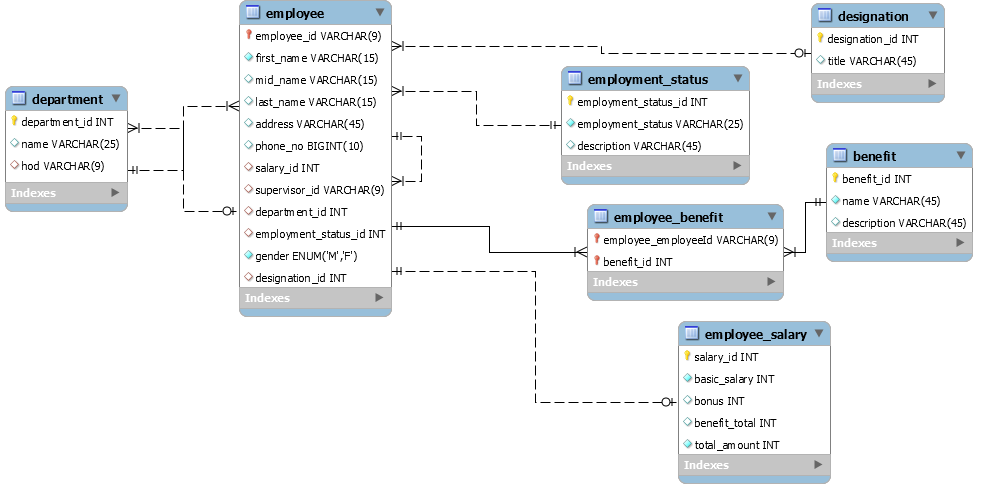 employee
employee_id VARCHAR(9)
first_name VARCHAR(15)
mid_name VARCHAR(15)
last_name VARCHAR(15)
address VARCHAR(45)
phone_no BIGINT(10)
salary_id INT
supervisor_id VARCHAR(9)
department_id INT
employment_status_id INT
gender ENUM('M','F')
designation_id INT
Indexes
department
department_id INT
name VARCHAR(25)
hod VARCHAR(9)
Indexes
designation
designation_id INT
title VARCHAR(45)
Indexes
employment_status
employment_status_id INT
employment_status VARCHAR(25)
description VARCHAR(45)
Indexes
benefit
benefit_id INT
name VARCHAR(45)
description VARCHAR(45)
Indexes
employee_benefit
employee_employeeId VARCHAR(9)
benefit_id INT
Indexes
employee_salary
salary_id INT
basic_salary INT
bonus INT
benefit_total INT
total_amount INT
Indexes